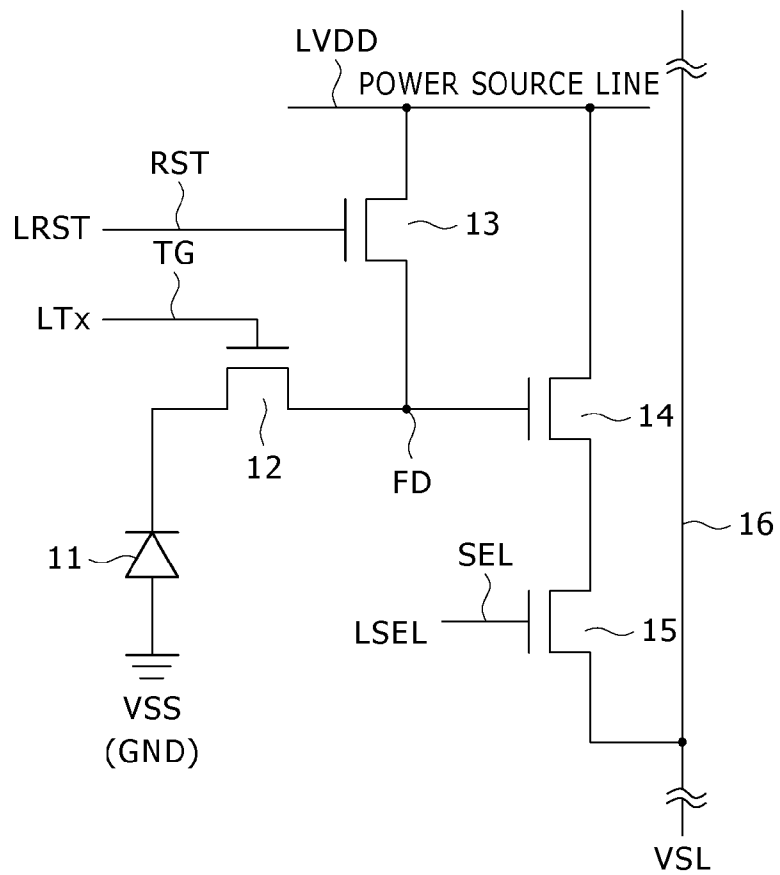 LVDD
POWER SOURCE LINE
RST
LRST
13
TG
LTx
12
14
FD
11
16
SEL
LSEL
15
VSS
(GND)
VSL